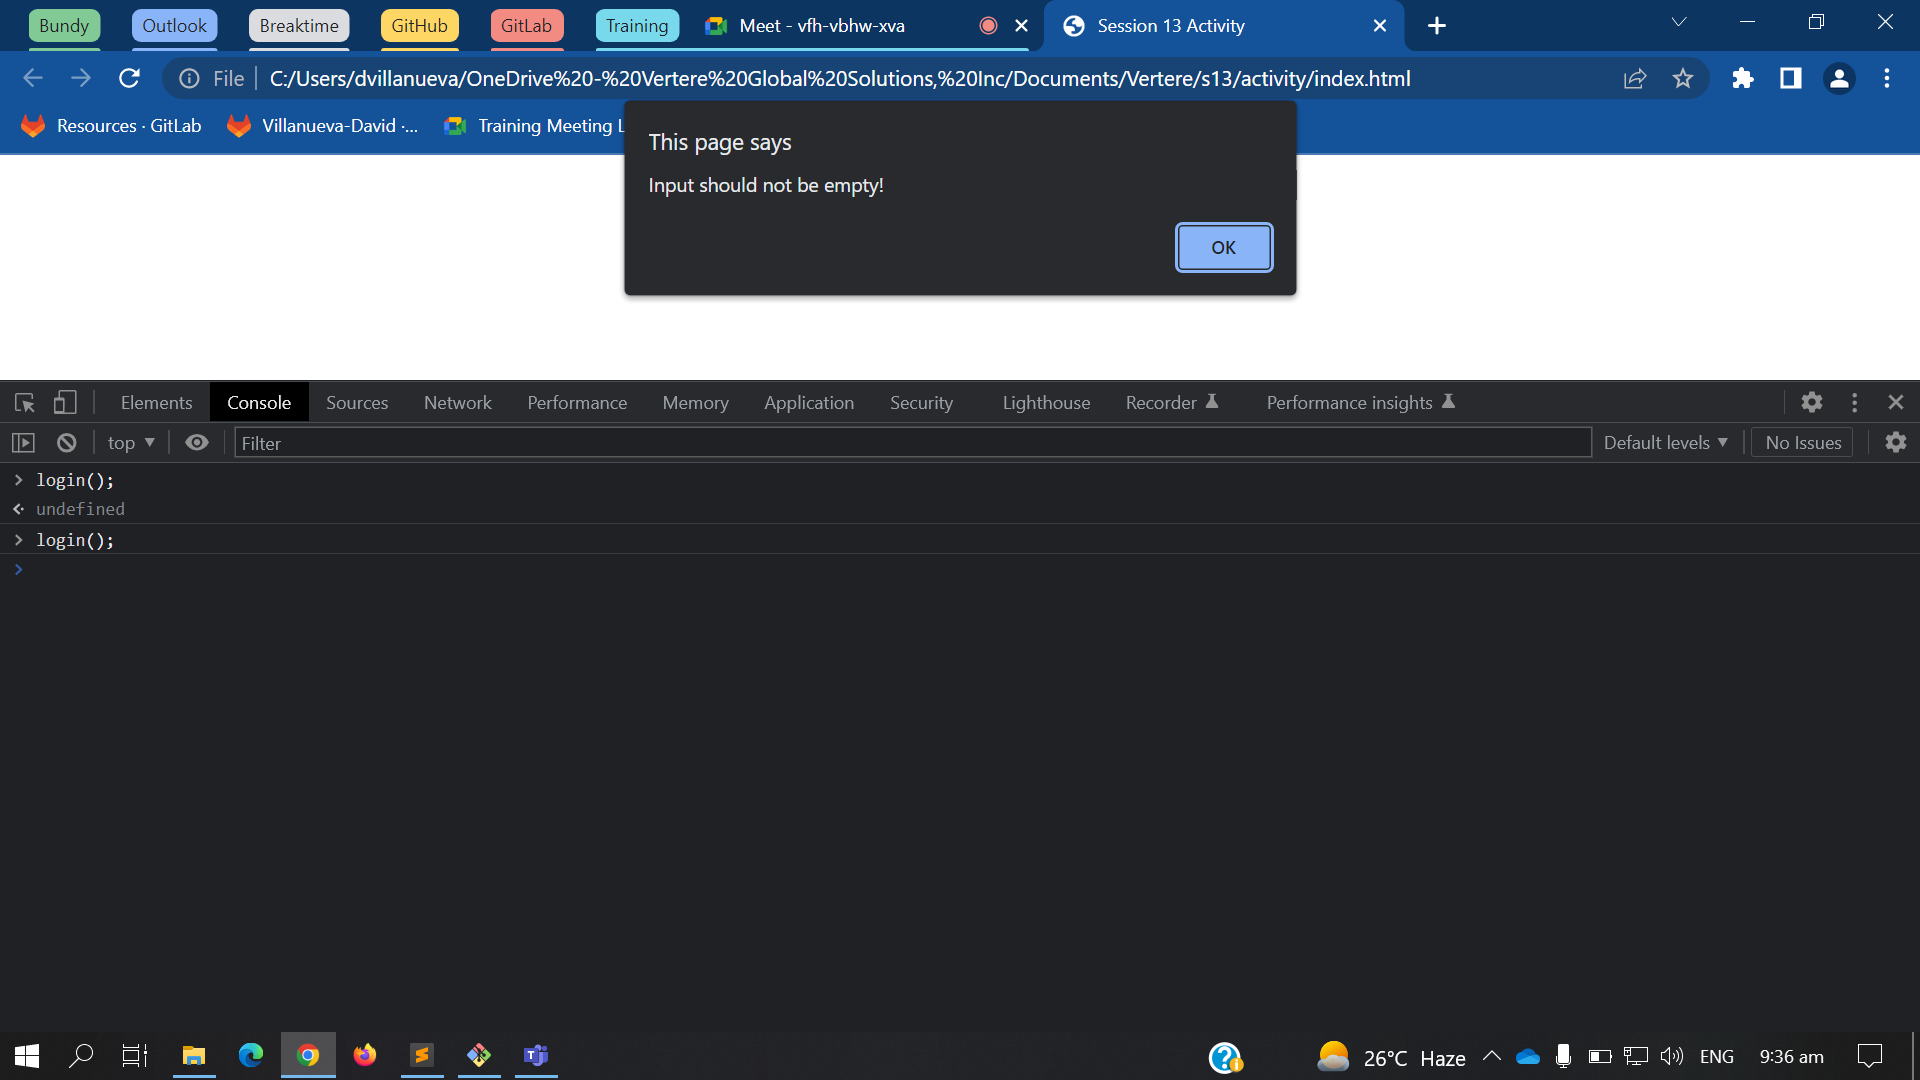 Bundy Outlook Breaktime GitHub GitLab Training Meet - vfh-vbhw-xva Session 13 Activity
File C:/Users/dvillanueva/OneDrive%20-%20Vertere%20Global%20Solutions,%20Inc/Documents/Vertere/s13/activity/index.html
Resources · GitLab Villanueva-David ·... Training Meeting L
This page says
Input should not be empty!
OK
Elements Console Sources Network Performance Memory Application Security Lighthouse Recorder Performance insights
top Filter Default levels No Issues
login();
undefined
login();
26°C Haze ENG 9:36 am